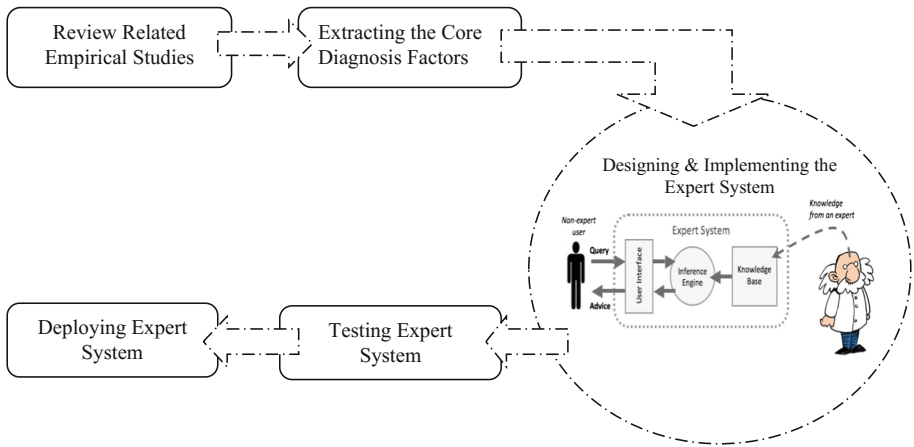 Review Related
Empirical Studies
Extracting the Core
Diagnosis Factors
Designing & Implementing the
Expert System
Knowledge
from an expert
Non-expert
user
Expert System
Query
User Interface
Inference
Engine
Knowledge
Base
Advice
Testing Expert
System
Deploying Expert
System